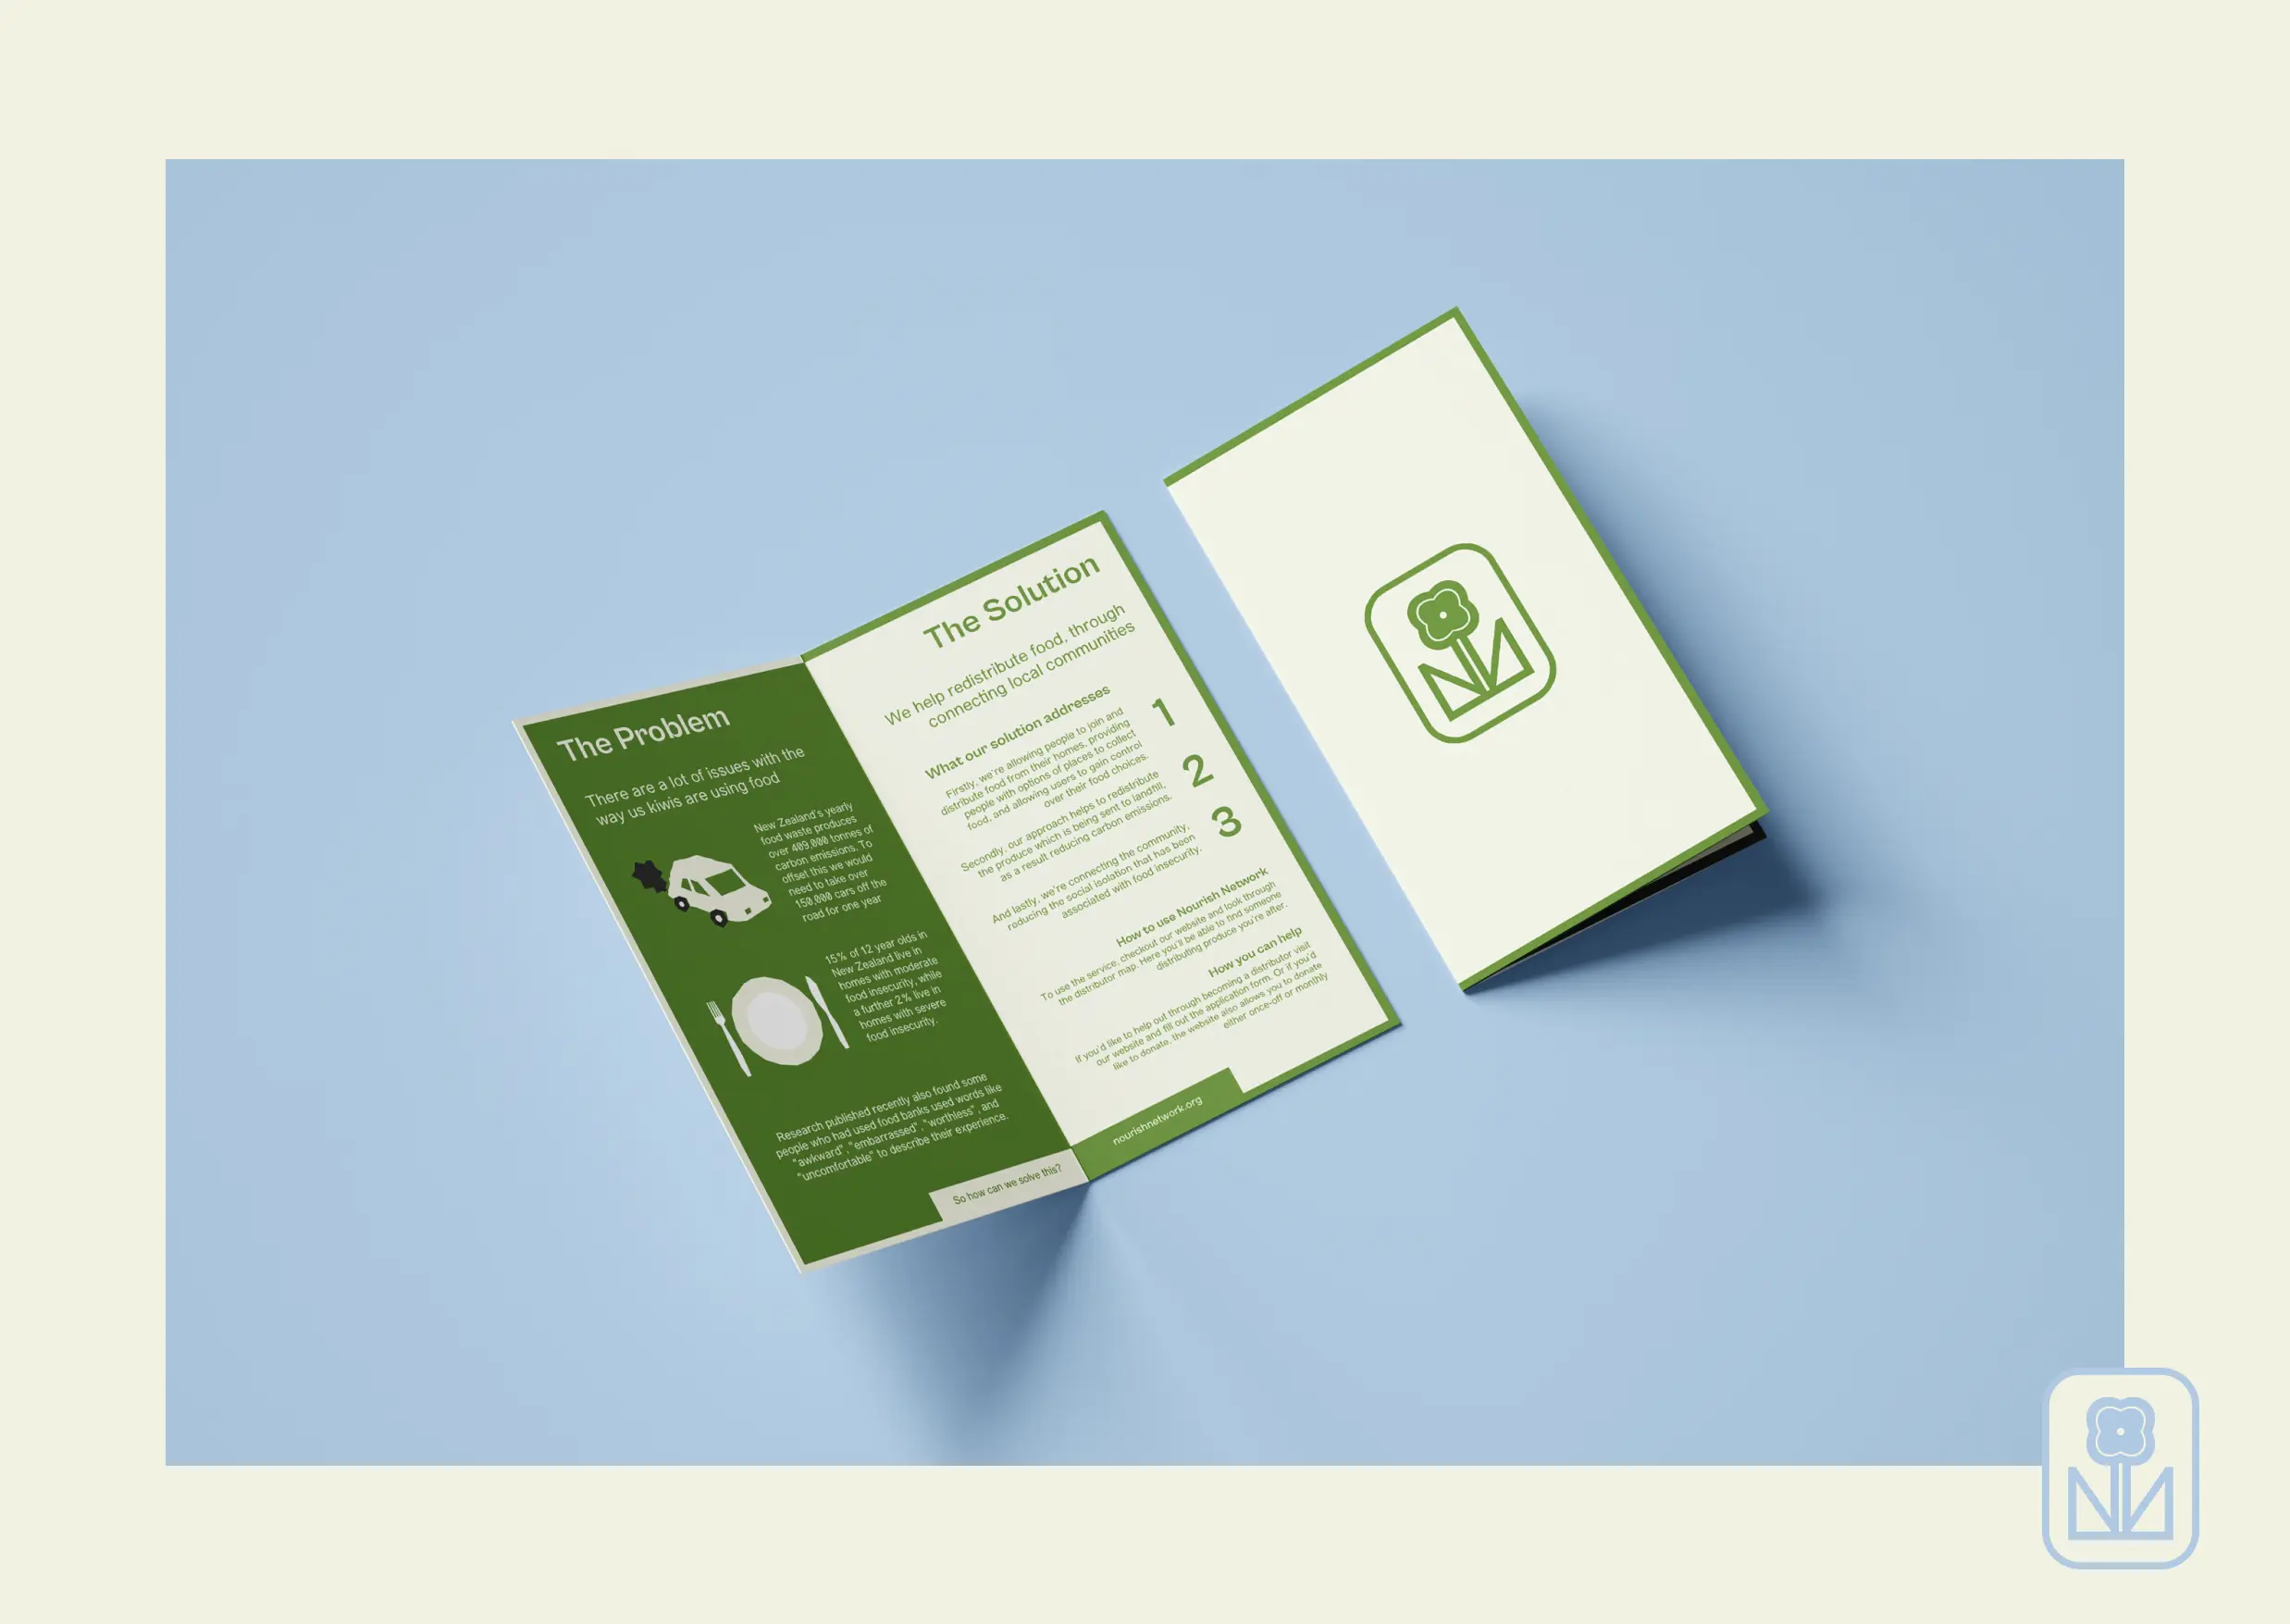 The Problem
There are a lot of issues with the
way us kiwis are using food
New Zealand's yearly
food waste produces
over 409,000 tonnes of
carbon emissions. To
offset this we would
need to take over
150,000 cars off the
road for one year
15% of 12 year olds in
New Zealand live in
homes with moderate
food insecurity, while
a further 2% live in
homes with severe
food insecurity.
Research published recently also found some
people who had used food banks used words like
"awkward", "embarrassed", "worthless", and
"uncomfortable" to describe their experience.
So how can we solve this?
The Solution
We help redistribute food, through
connecting local communities
What our solution addresses
1
Firstly, we're allowing people to join and
distribute food from their homes, providing
people with options of places to collect
food, and allowing users to gain control
over their food choices.
2
Secondly, our approach helps to redistribute
the produce which is being sent to landfill,
as a result reducing carbon emissions.
3
And lastly, we're connecting the community,
reducing the social isolation that has been
associated with food insecurity.
How to use Nourish Network
To use the service, checkout our website and look through
the distributor map. Here you'll be able to find someone
distributing produce you're after.
How you can help
If you'd like to help out through becoming a distributor visit
our website and fill out the application form. Or if you'd
like to donate, the website also allows you to donate
either once-off or monthly
nourishnetwork.org